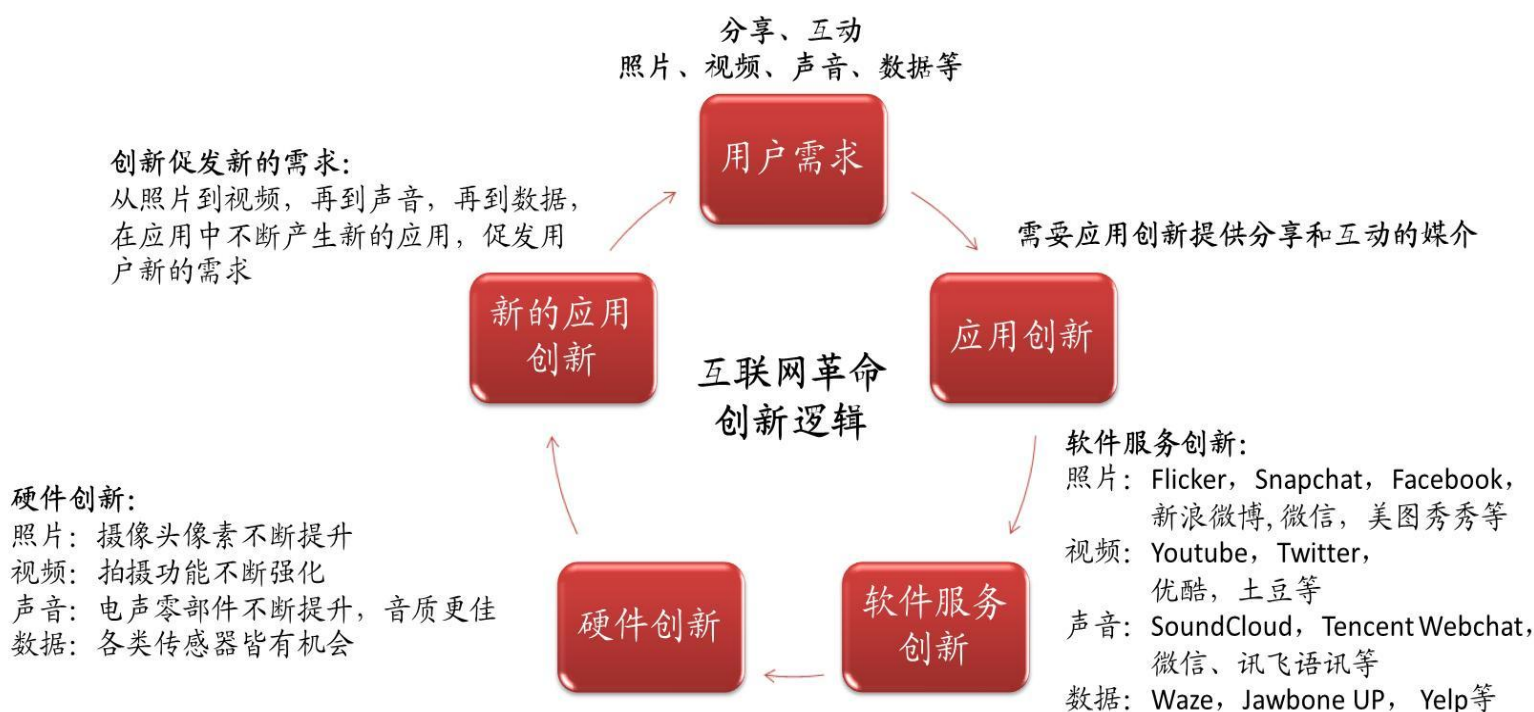 分享、互动
照片、视频、声音、数据等
用户需求
创新促发新的需求：
从照片到视频，再到声音，再到数据，
在应用中不断产生新的应用，促发用
户新的需求
需要应用创新提供分享和互动的媒介
新的应用
创新
应用创新
互联网革命
创新逻辑
软件服务创新：
照片：Flicker，Snapchat，Facebook，
新浪微博, 微信，美图秀秀等
视频：Youtube，Twitter，
优酷，土豆等
声音：SoundCloud，Tencent Webchat，
微信、讯飞语讯等
数据：Waze，Jawbone UP， Yelp等
硬件创新：
照片：摄像头像素不断提升
视频：拍摄功能不断强化
声音：电声零部件不断提升，音质更佳
数据：各类传感器皆有机会
硬件创新
软件服务
创新